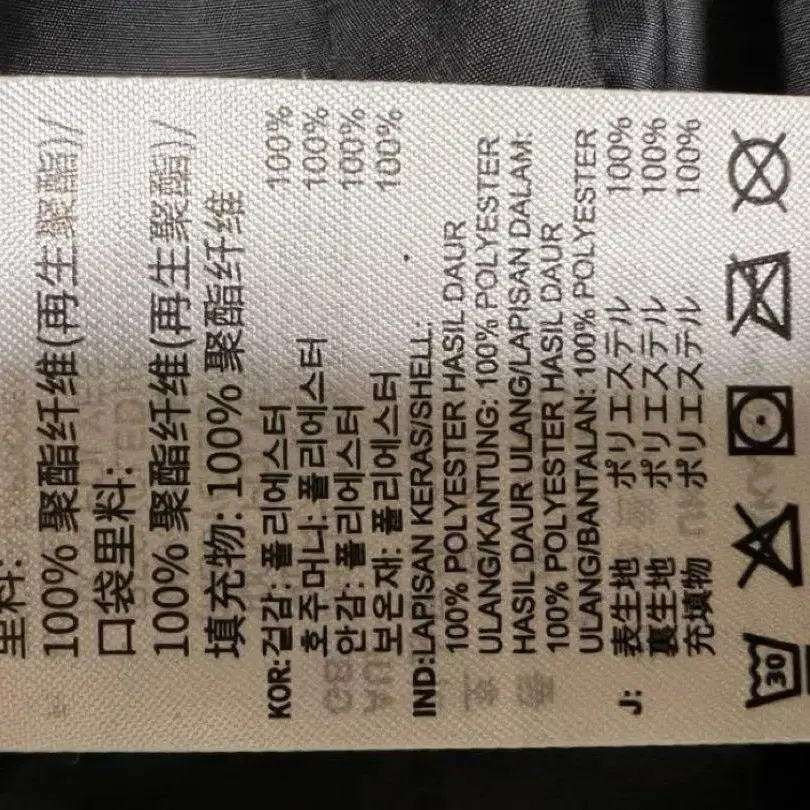 里料:
100% 聚酯纤维(再生聚酯)/
口袋里料:
100% 聚酯纤维(再生聚酯)/
填充物: 100% 聚酯纤维
KOR:겉감: 폴리에스터 100%
호주머니: 폴리에스터 100%
안감: 폴리에스터 100%
보온재: 폴리에스터 100%
IND:LAPISAN KERAS/SHELL:
100% POLYESTER HASIL DAUR
ULANG/KANTUNG: 100% POLYESTER
HASIL DAUR ULANG/LAPISAN DALAM:
100% POLYESTER HASIL DAUR
ULANG/BANTALAN: 100% POLYESTER
J: 表生地 ポリエステル 100%
裏生地 ポリエステル 100%
充填物 ポリエステル 100%
30